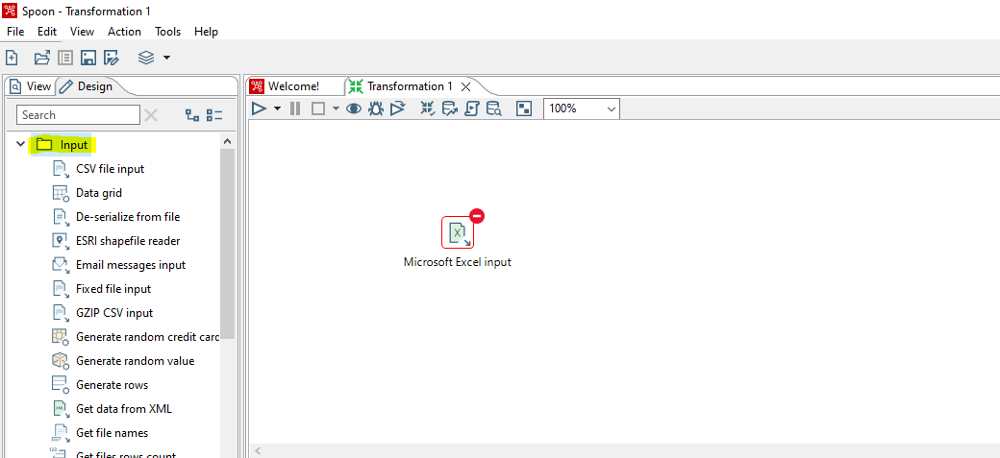 Spoon - Transformation 1
File Edit View Action Tools Help
View Design
Welcome! Transformation 1
Search
100%
Input
CSV file input
Data grid
De-serialize from file
ESRI shapefile reader
Email messages input
Fixed file input
GZIP CSV input
Generate random credit card
Generate random value
Generate rows
Get data from XML
Get file names
Get files rows count
Microsoft Excel input